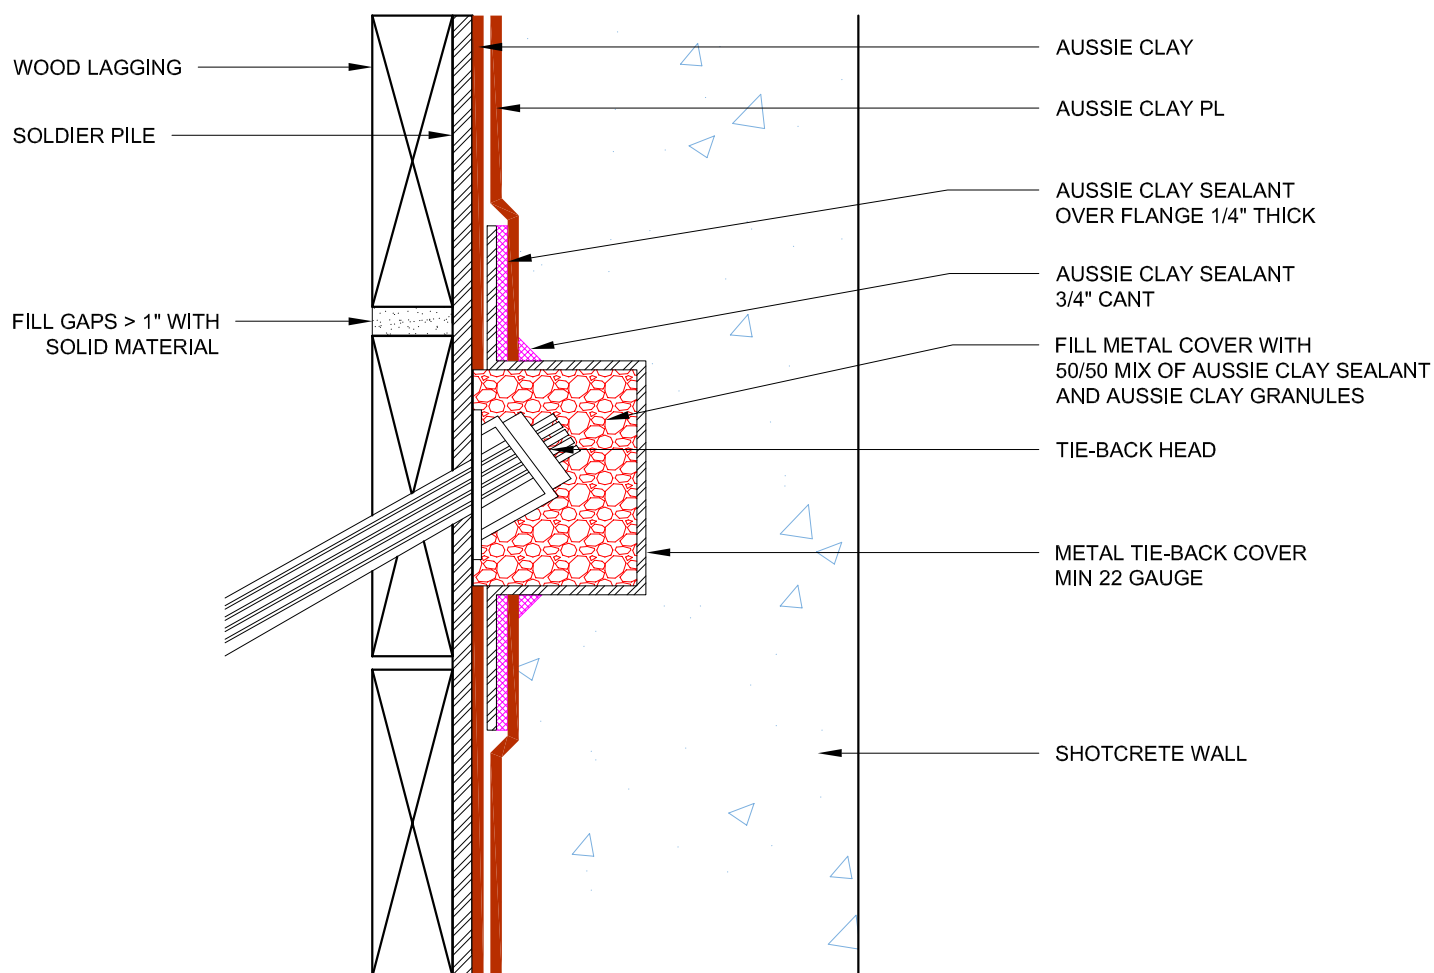 WOOD LAGGING
SOLDIER PILE
FILL GAPS > 1" WITH
SOLID MATERIAL
AUSSIE CLAY
AUSSIE CLAY PL
AUSSIE CLAY SEALANT
OVER FLANGE 1/4" THICK
AUSSIE CLAY SEALANT
3/4" CANT
FILL METAL COVER WITH
50/50 MIX OF AUSSIE CLAY SEALANT
AND AUSSIE CLAY GRANULES
TIE-BACK HEAD
METAL TIE-BACK COVER
MIN 22 GAUGE
SHOTCRETE WALL